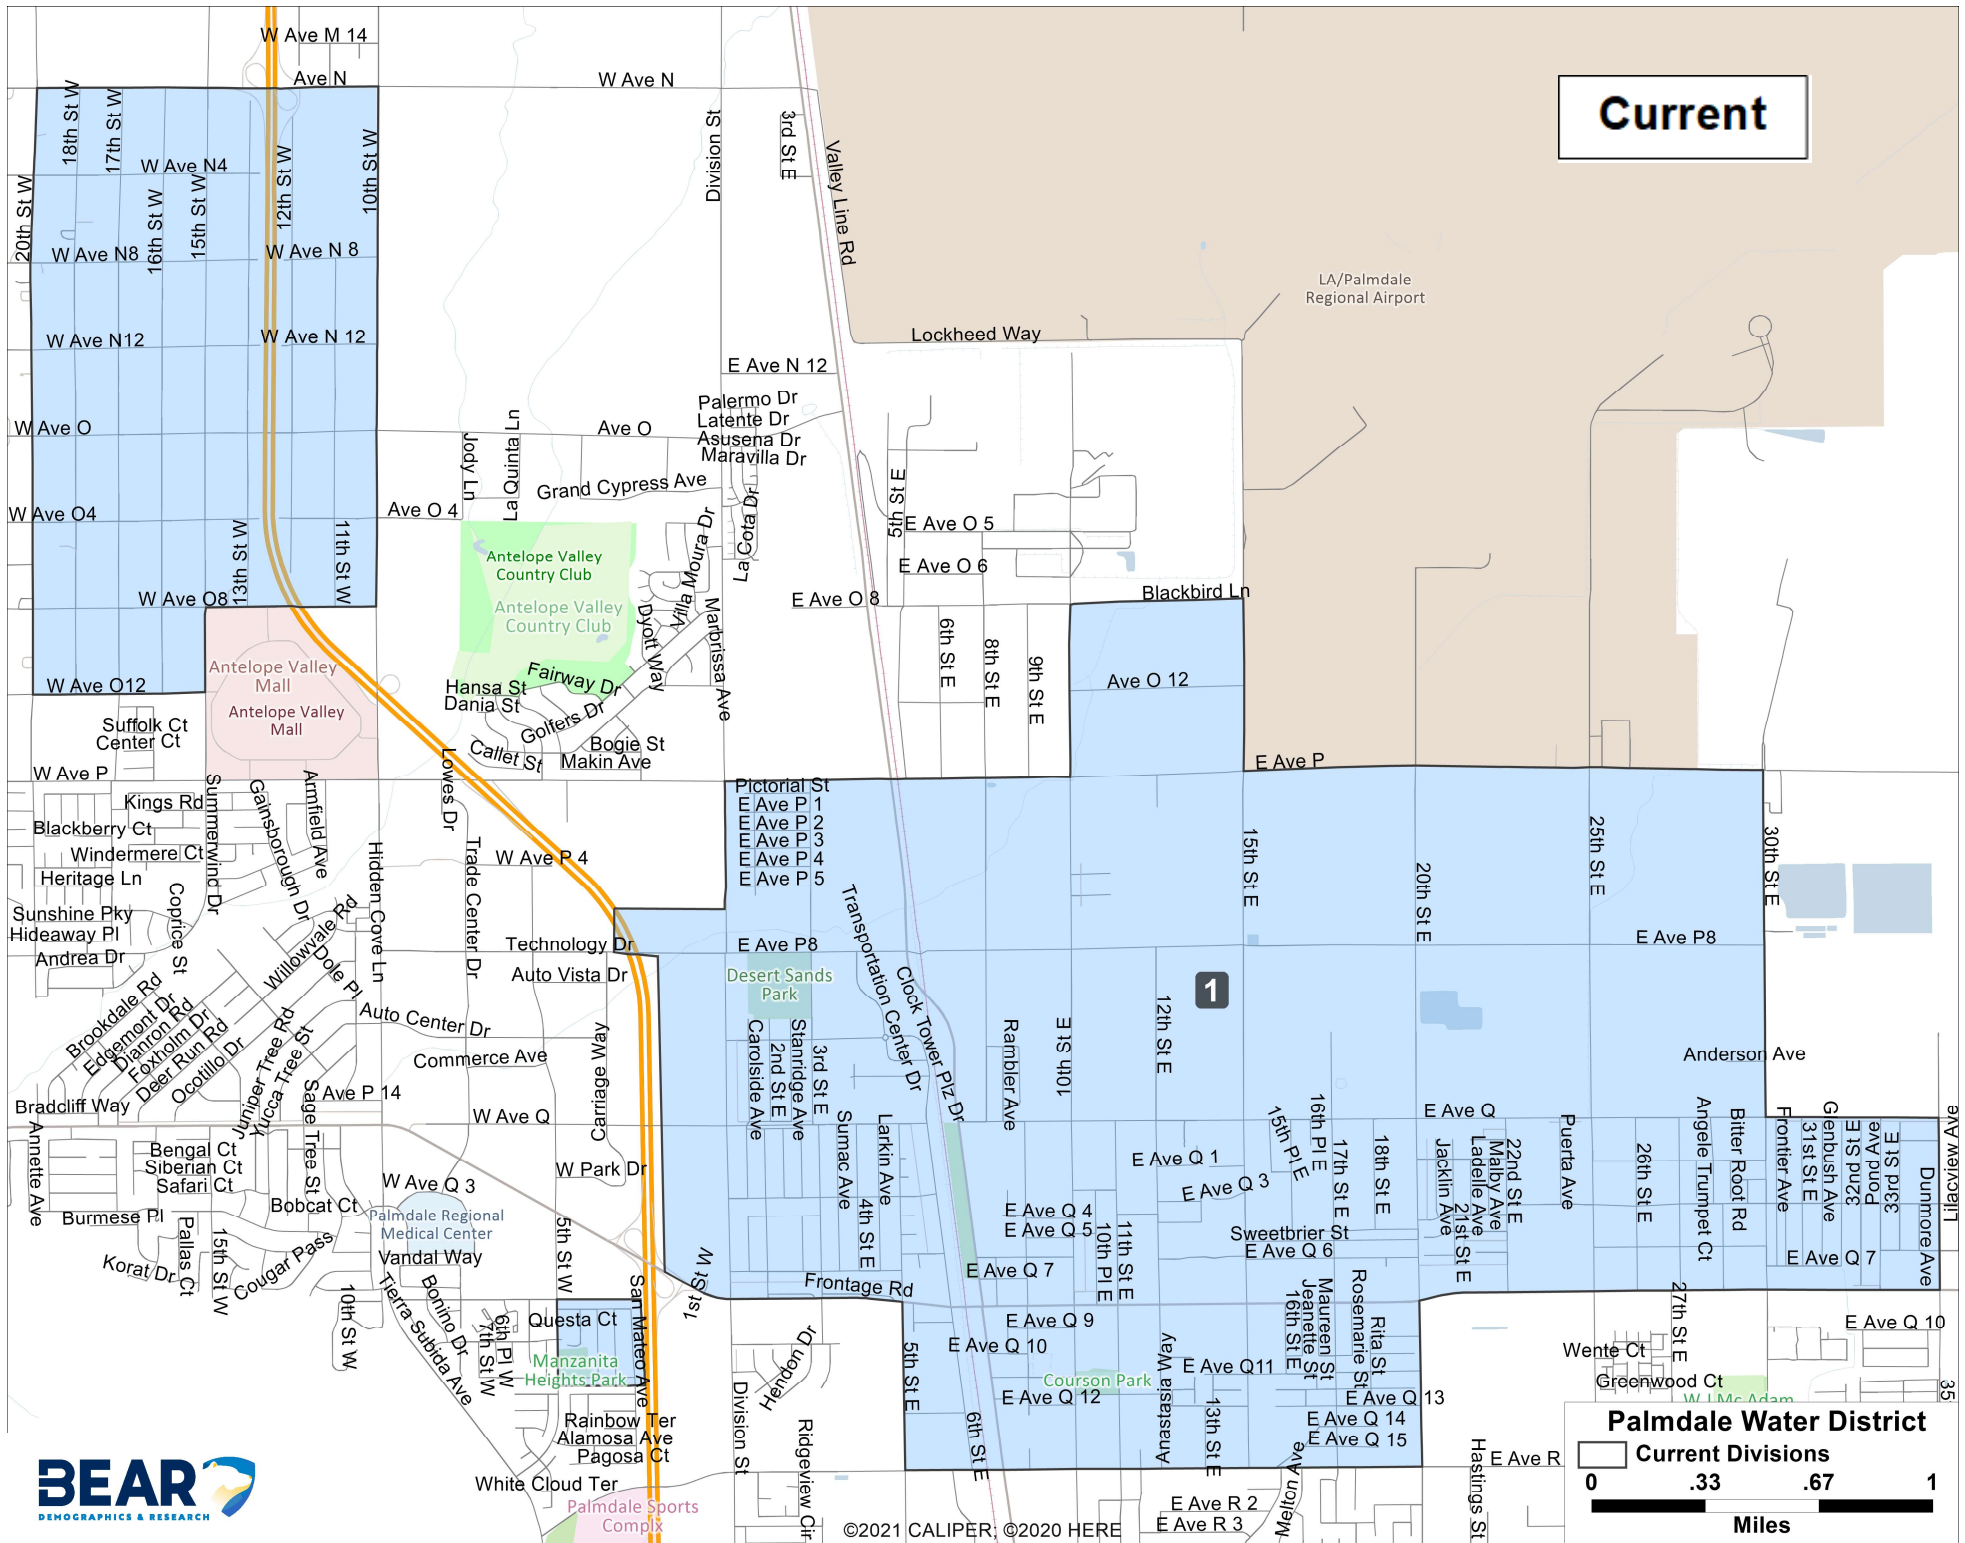 W Ave M 14
Ave N
W Ave N
Current
18th St W
17th St W
W Ave N4
16th St W
15th St W
12th St W
10th St W
20th St W
Division St
3rd St E
Valley Line Rd
W Ave N8
W Ave N 8
LA/Palmdale
Regional Airport
W Ave N12
W Ave N 12
Lockheed Way
E Ave N 12
Palermo Dr
Latente Dr
Asusena Dr
Maravilla Dr
W Ave O
Ave O
Jody Ln
La Quinta Ln
Grand Cypress Ave
La Cota Dr
W Ave O4
Ave O 4
5th St E
E Ave O 5
E Ave O 6
13th St W
11th St W
Antelope Valley
Country Club
Antelope Valley
Country Club
Villa Moura Dr
Dyott Way
Marbrissa Ave
W Ave O8
E Ave O 8
Blackbird Ln
6th St E
8th St E
9th St E
Ave O 12
Antelope Valley
Mall
Antelope Valley
Mall
W Ave O12
Fairway Dr
Hansa St
Dania St
Golfers Dr
Callet St
Bogie St
Makin Ave
Suffolk Ct
Center Ct
W Ave P
E Ave P
Pictorial St
E Ave P 1
E Ave P 2
E Ave P 3
E Ave P 4
E Ave P 5
Kings Rd
Blackberry Ct
Windermere Ct
Heritage Ln
Summerwind Dr
Gainsborough Dr
Armfield Ave
Hidden Cove Ln
Lowes Dr
Trade Center Dr
W Ave P 4
15th St E
20th St E
25th St E
30th St E
Sunshine Pky
Hideaway Pl
Andrea Dr
Coprice St
Willowvale Rd
Dole Pl
Technology Dr
Auto Vista Dr
E Ave P8
E Ave P8
Desert Sands
Park
Transportation Center Dr
Clock Tower Plz Dr
1
Brookdale Rd
Edgemont Dr
Dianron Rd
Foxholm Dr
Deer Run Rd
Ocotillo Dr
Juniper Tree Rd
Yucca Tree St
Sage Tree St
Auto Center Dr
Commerce Ave
Carriage Way
Carolside Ave
2nd St E
Stanridge Ave
3rd St E
Rambler Ave
10th St E
12th St E
Anderson Ave
Ave P 14
Bradcliff Way
W Ave Q
E Ave Q
Sumac Ave
Larkin Ave
4th St E
15th Pl E
16th Pl E
17th St E
18th St E
Jacklin Ave
21st St E
Ladelle Ave
Malby Ave
22nd St E
Puerta Ave
26th St E
Angele Trumpet Ct
Bitter Root Rd
Frontier Ave
31st St E
Glenbush Ave
32nd St E
Pond Ave
33rd St E
Dunmore Ave
Lilacview Ave
Annette Ave
Bengal Ct
Siberian Ct
Safari Ct
Bobcat Ct
Burmese Pl
W Park Dr
W Ave Q 3
Palmdale Regional
Medical Center
Vandal Way
E Ave Q 1
E Ave Q 3
E Ave Q 4
E Ave Q 5
Sweetbrier St
E Ave Q 6
E Ave Q 7
E Ave Q 7
10th Pl E
11th St E
Korat Dr
Pallas Ct
15th St W
Cougar Pass
10th St W
Tierra Subida Ave
Bonino Dr
7th St W
6th Pl W
5th St W
San Mateo Ave
1st St W
Frontage Rd
Questa Ct
Manzanita
Heights Park
Hendon Dr
Division St
Ridgeview Cir
5th St E
6th St E
E Ave Q 9
E Ave Q 10
Courson Park
E Ave Q 12
Anastasia Way
E Ave Q11
13th St E
16th St E
Jeanette St
Maureen St
Rosemarie St
Rita St
E Ave Q 13
E Ave Q 14
E Ave Q 15
27th St E
E Ave Q 10
Wente Ct
Greenwood Ct
W J Mc Adam
35
Rainbow Ter
Alamosa Ave
Pagosa Ct
White Cloud Ter
Palmdale Sports
Complx
Melton Ave
E Ave R 2
E Ave R 3
Hastings St
E Ave R
©2021 CALIPER; ©2020 HERE
Palmdale Water District
Current Divisions
0 .33 .67 1
Miles
BEAR
DEMOGRAPHICS & RESEARCH